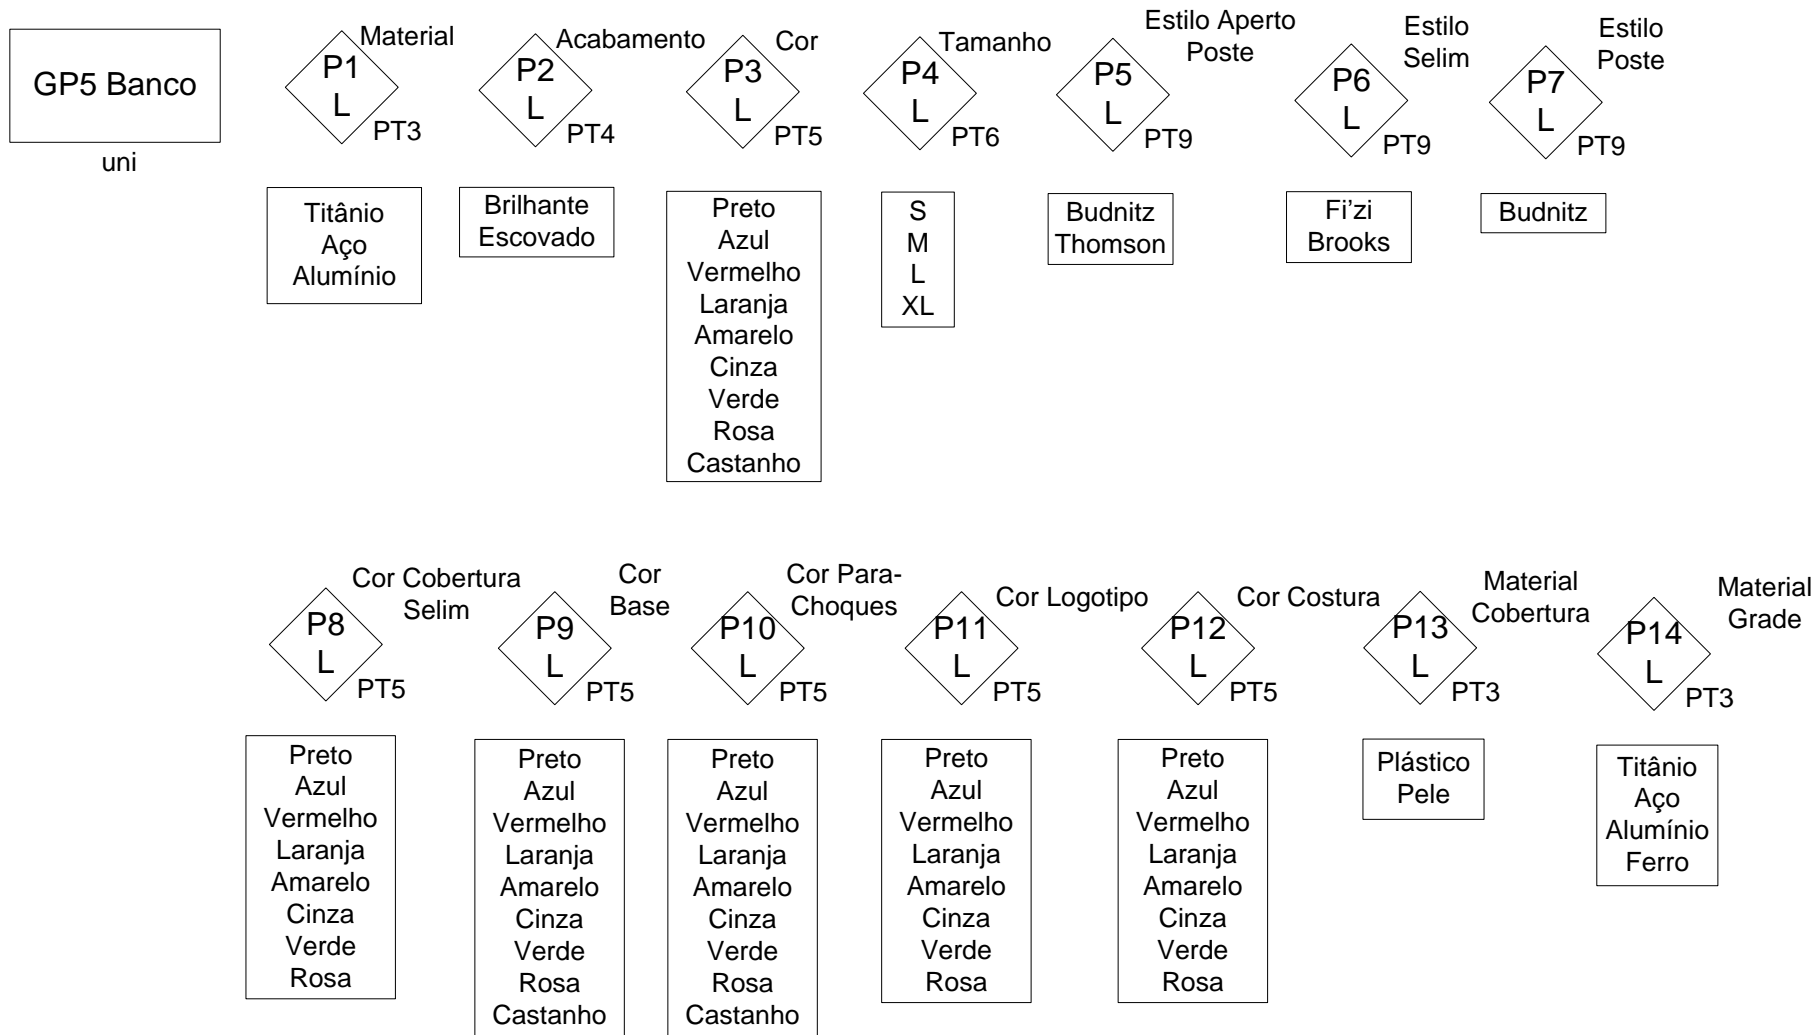 GP5 Banco
uni
P1
L
Material
PT3
Titânio
Aço
Alumínio
P2
L
Acabamento
PT4
Brilhante
Escovado
P3
L
Cor
PT5
Preto
Azul
Vermelho
Laranja
Amarelo
Cinza
Verde
Rosa
Castanho
P4
L
Tamanho
PT6
S
M
L
XL
P5
L
Estilo Aperto
Poste
PT9
Budnitz
Thomson
P6
L
Estilo
Selim
PT9
Fi’zi
Brooks
P7
L
Estilo
Poste
PT9
Budnitz
P8
L
Cor Cobertura
Selim
PT5
Preto
Azul
Vermelho
Laranja
Amarelo
Cinza
Verde
Rosa
P9
L
Cor
Base
PT5
Preto
Azul
Vermelho
Laranja
Amarelo
Cinza
Verde
Rosa
Castanho
P10
L
Cor Para-
Choques
PT5
Preto
Azul
Vermelho
Laranja
Amarelo
Cinza
Verde
Rosa
Castanho
P11
L
Cor Logotipo
PT5
Preto
Azul
Vermelho
Laranja
Amarelo
Cinza
Verde
Rosa
P12
L
Cor Costura
PT5
Preto
Azul
Vermelho
Laranja
Amarelo
Cinza
Verde
Rosa
P13
L
Material
Cobertura
PT3
Plástico
Pele
P14
L
Material
Grade
PT3
Titânio
Aço
Alumínio
Ferro